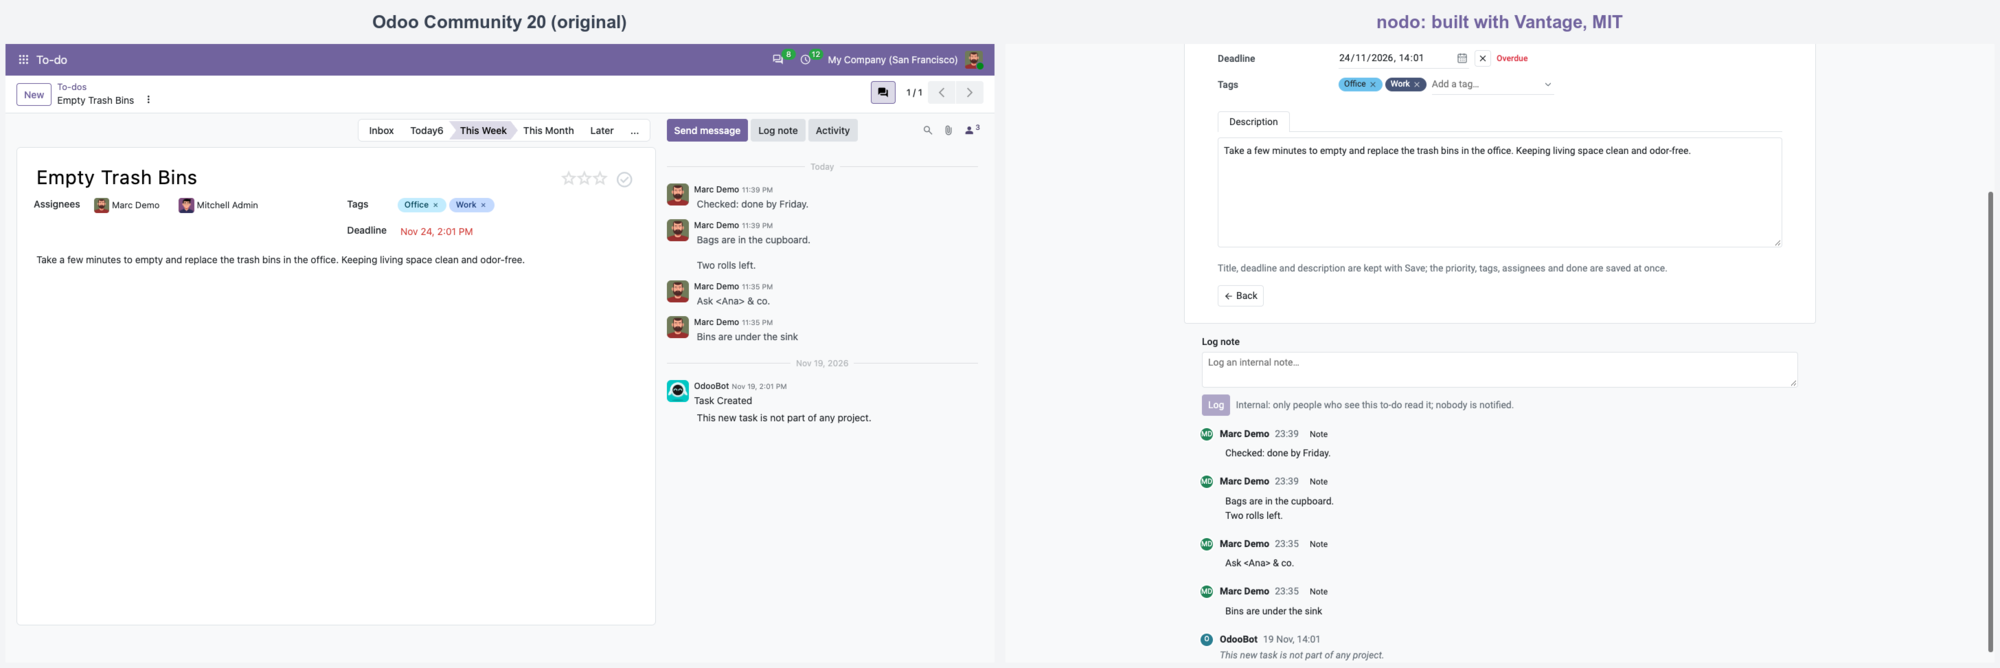 Odoo Community 20 (original)
To-do
8
12
My Company (San Francisco)
New
To-dos
Empty Trash Bins
1 / 1
Inbox
Today6
This Week
This Month
Later
...
Send message
Log note
Activity
3
Empty Trash Bins
Assignees
Marc Demo
Mitchell Admin
Tags
Office ×
Work ×
Deadline
Nov 24, 2:01 PM
Take a few minutes to empty and replace the trash bins in the office. Keeping living space clean and odor-free.
Today
Marc Demo 11:39 PM
Checked: done by Friday.
Marc Demo 11:39 PM
Bags are in the cupboard.
Two rolls left.
Marc Demo 11:35 PM
Ask <Ana> & co.
Marc Demo 11:35 PM
Bins are under the sink
Nov 19, 2026
OdooBot Nov 19, 2:01 PM
Task Created
This new task is not part of any project.
nodo: built with Vantage, MIT
Deadline
24/11/2026, 14:01
Overdue
Tags
Office ×
Work ×
Add a tag...
Description
Take a few minutes to empty and replace the trash bins in the office. Keeping living space clean and odor-free.
Title, deadline and description are kept with Save; the priority, tags, assignees and done are saved at once.
← Back
Log note
Log an internal note...
Log
Internal: only people who see this to-do read it; nobody is notified.
MD Marc Demo 23:39 Note
Checked: done by Friday.
MD Marc Demo 23:39 Note
Bags are in the cupboard.
Two rolls left.
MD Marc Demo 23:35 Note
Ask <Ana> & co.
MD Marc Demo 23:35 Note
Bins are under the sink
O OdooBot 19 Nov, 14:01
This new task is not part of any project.